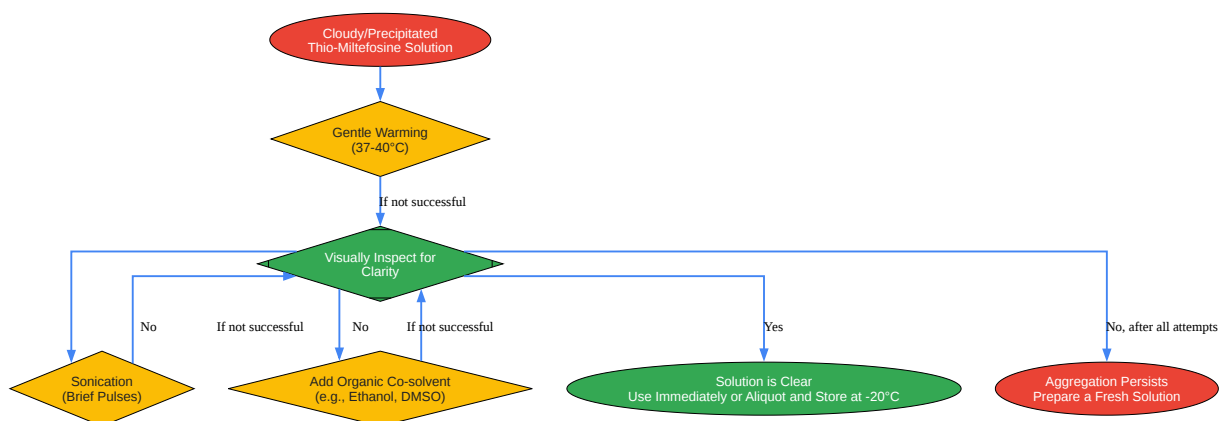 Cloudy/Precipitated
Thio-Miltefosine Solution
Gentle Warming
(37-40°C)
If not successful
Visually Inspect for
Clarity
No
If not successful
No
If not successful
Yes
No, after all attempts
Sonication
(Brief Pulses)
Add Organic Co-solvent
(e.g., Ethanol, DMSO)
Solution is Clear
Use Immediately or Aliquot and Store at -20°C
Aggregation Persists
Prepare a Fresh Solution